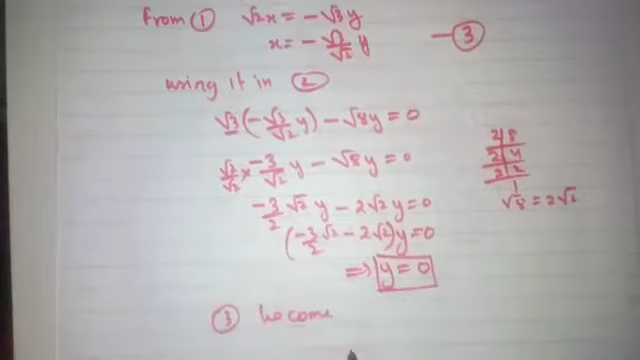 from ① √2x = -√3y
x = -√3/√2 y —③
using it in ②
√3(-√3/√2 y) - √8y = 0
√2/√2 × -3/√2 y - √8y = 0
-3/2 √2 y - 2√2 y = 0
(-3/2 √2 - 2√2)y = 0
⇒ y = 0
③ become
2|8
2|4
2|2
1
√8 = 2√2